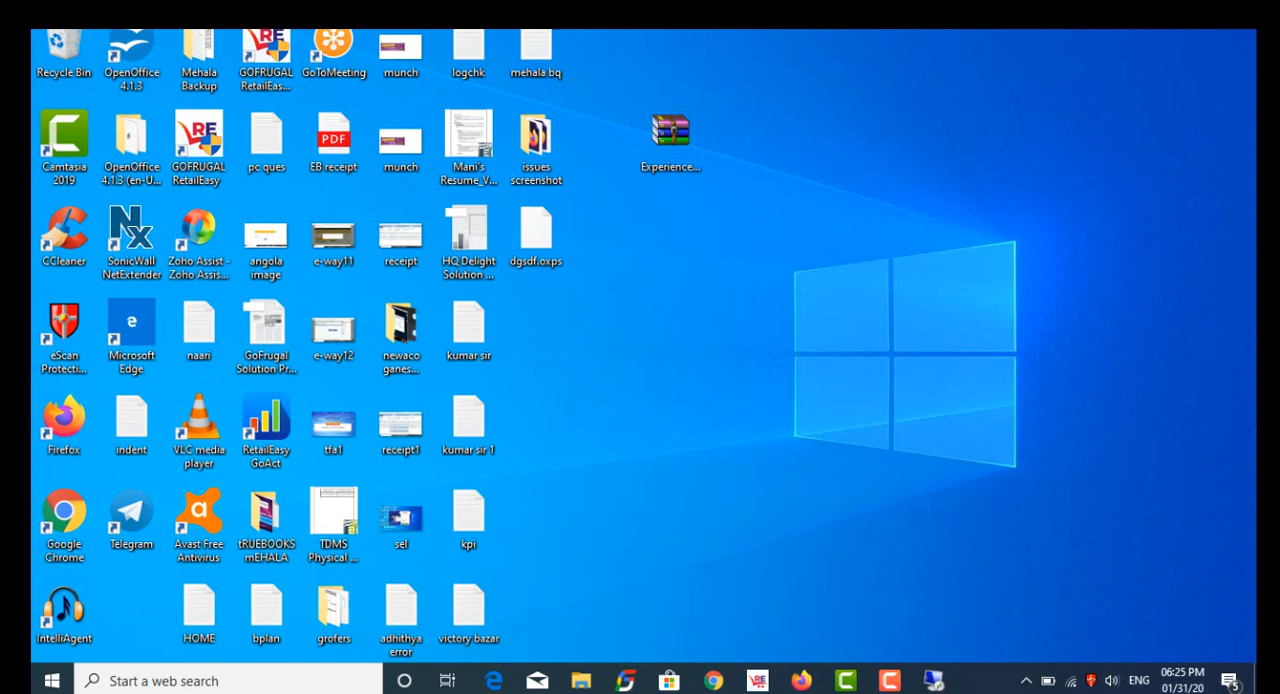 Recycle Bin
OpenOffice
4.1.3
Mehala
Backup
GOFRUGAL
RetailEas...
GoToMeeting
munch
logchk
mehala bq
Camtasia
2019
OpenOffice
4.1.3 (en-U...
GOFRUGAL
RetailEasy
pc ques
PDF
EB receipt
munch
Mani's
Resume_V...
issues
screenshot
Experience...
CCleaner
SonicWall
NetExtender
Zoho Assist -
Zoho Assis...
angola
image
e-way11
receipt
HQ Delight
Solution ...
dgsdf.oxps
eScan
Protecti...
Microsoft
Edge
naari
GoFrugal
Solution Pr...
e-way12
newaco
ganes...
kumar sir
Firefox
indent
VLC media
player
RetailEasy
GoAct
tfa1
receipt1
kumar sir 1
Google
Chrome
Telegram
Avast Free
Antivirus
tRUEBOOKS
mEHALA
TDMS
Physical ...
sel
kpi
IntelliAgent
HOME
bplan
grofers
adhithya
error
victory bazar
Start a web search
ENG
06:25 PM
01/31/20
5